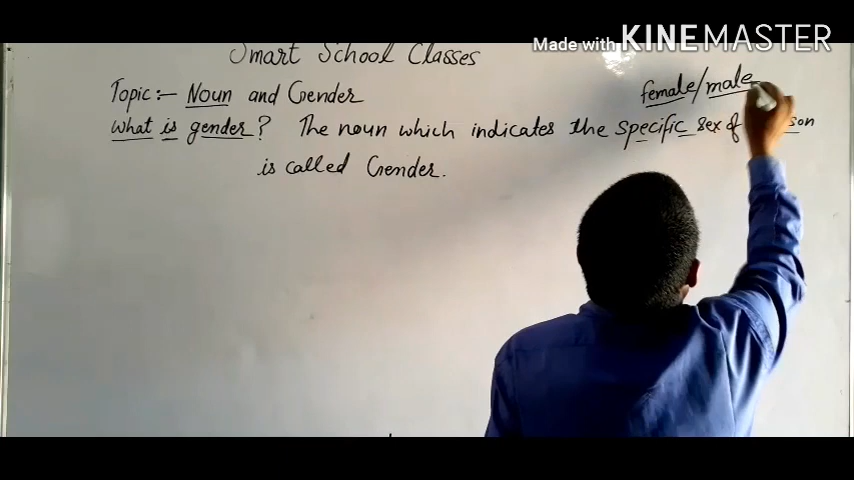 Made with KINEMASTER
Smart School Classes
Topic:- Noun and Gender
female/male
what is gender? The noun which indicates the specific sex of son
is called Gender.